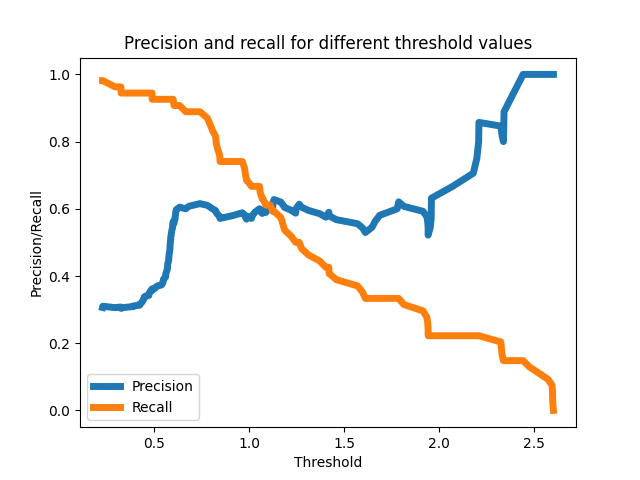 Precision and recall for different threshold values
1.0
0.8
0.6
0.4
0.2
0.0
Precision/Recall
Precision
Recall
0.5 1.0 1.5 2.0 2.5
Threshold